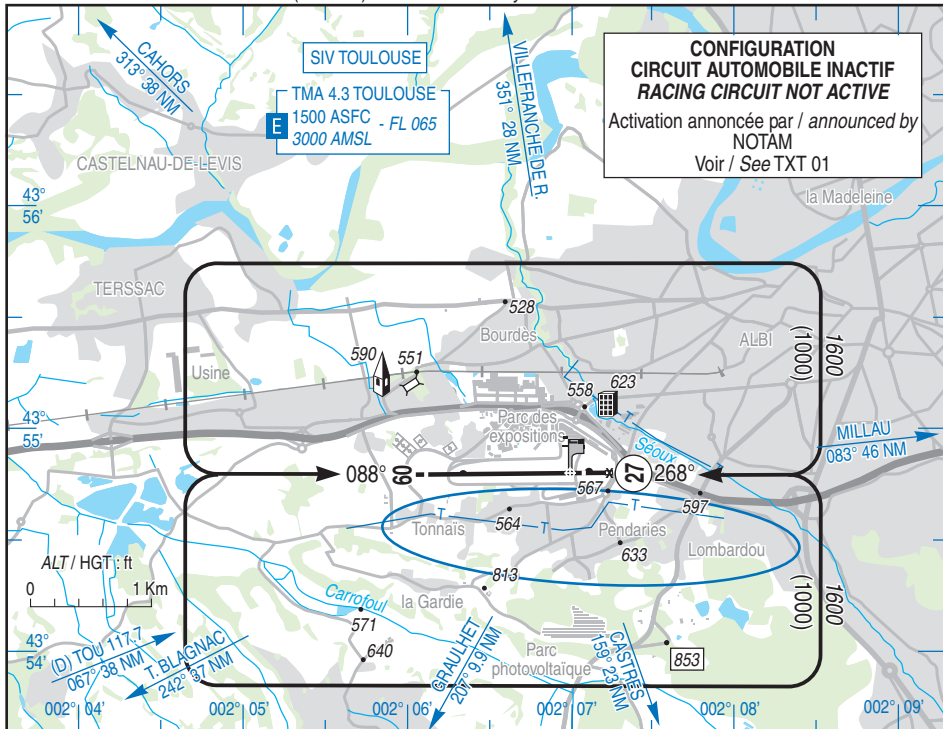 CAHORS
313° 38 NM
SIV TOULOUSE
E
TMA 4.3 TOULOUSE
1500 ASFC
3000 AMSL
- FL 065
VILLEFRANCHE DE R.
351° 28 NM
CONFIGURATION
CIRCUIT AUTOMOBILE INACTIF
RACING CIRCUIT NOT ACTIVE
Activation annoncée par / announced by
NOTAM
Voir / See TXT 01
CASTELNAU-DE-LEVIS
43°
56'
la Madeleine
TERSSAC
528
Bourdès
ALBI
1600
(1000)
590
551
Usine
558
623
43°
55'
Parc des
expositions
T
Séoux
T
MILLAU
083° 46 NM
088°
09
27
268°
567
597
564
T
T
T
Tonnaïs
Pendaries
633
Lombardou
ALT / HGT : ft
0
1 Km
813
la Gardie
Carrofoul
571
1600
(1000)
43°
54'
(D) TOU 117.7
067° 38 NM
T. BLAGNAC
242° 37 NM
640
GRAULHET
207° 9.9 NM
Parc
photovoltaïque
CASTRES
159° 23 NM
853
002° 04'
002° 05'
002° 06'
002° 07'
002° 08'
002° 09'